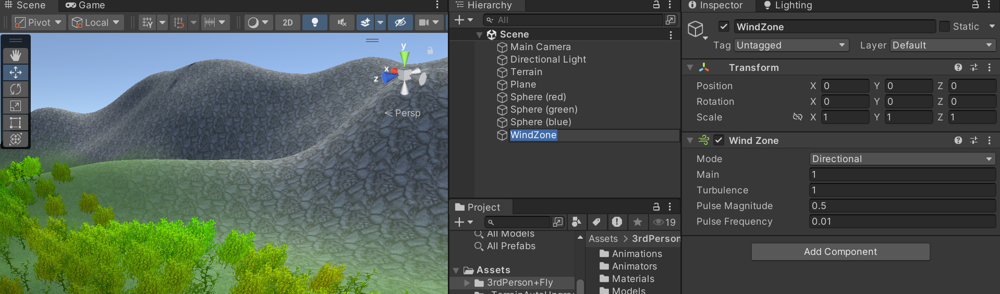 Scene
Game
Pivot
Local
2D
y
x
z
Persp
Hierarchy
All
Scene
Main Camera
Directional Light
Terrain
Plane
Sphere (red)
Sphere (green)
Sphere (blue)
WindZone
Project
19
All Models
All Prefabs
Assets
3rdPerson+Fly
Assets > 3rdPerson
Animations
Animators
Materials
Models
Inspector
Lighting
WindZone
Static
Tag Untagged
Layer Default
Transform
Position X 0 Y 0 Z 0
Rotation X 0 Y 0 Z 0
Scale X 1 Y 1 Z 1
Wind Zone
Mode Directional
Main 1
Turbulence 1
Pulse Magnitude 0.5
Pulse Frequency 0.01
Add Component